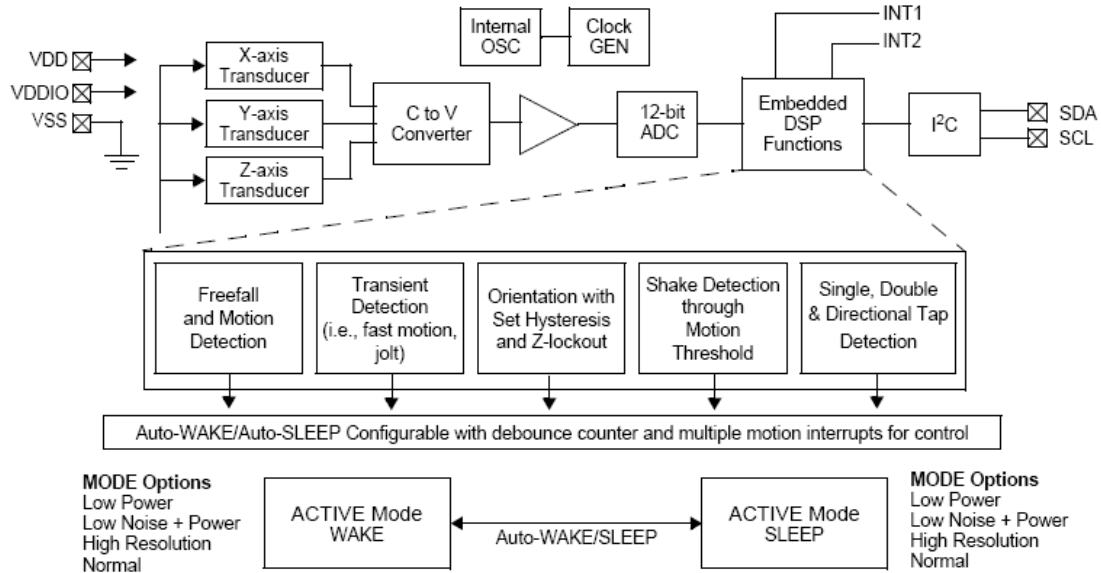 VDD
VDDIO
VSS
X-axis
Transducer
Y-axis
Transducer
Z-axis
Transducer
C to V
Converter
Internal
OSC
Clock
GEN
12-bit
ADC
Embedded
DSP
Functions
INT1
INT2
I²C
SDA
SCL
Freefall
and Motion
Detection
Transient
Detection
(i.e., fast motion,
jolt)
Orientation with
Set Hysteresis
and Z-lockout
Shake Detection
through
Motion
Threshold
Single, Double
& Directional Tap
Detection
Auto-WAKE/Auto-SLEEP Configurable with debounce counter and multiple motion interrupts for control
MODE Options
Low Power
Low Noise + Power
High Resolution
Normal
ACTIVE Mode
WAKE
Auto-WAKE/SLEEP
ACTIVE Mode
SLEEP
MODE Options
Low Power
Low Noise + Power
High Resolution
Normal